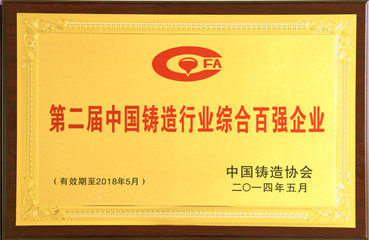 CFA
第二届中国铸造行业综合百强企业
中国铸造协会
(有效期至2018年5月)
二〇一四年五月